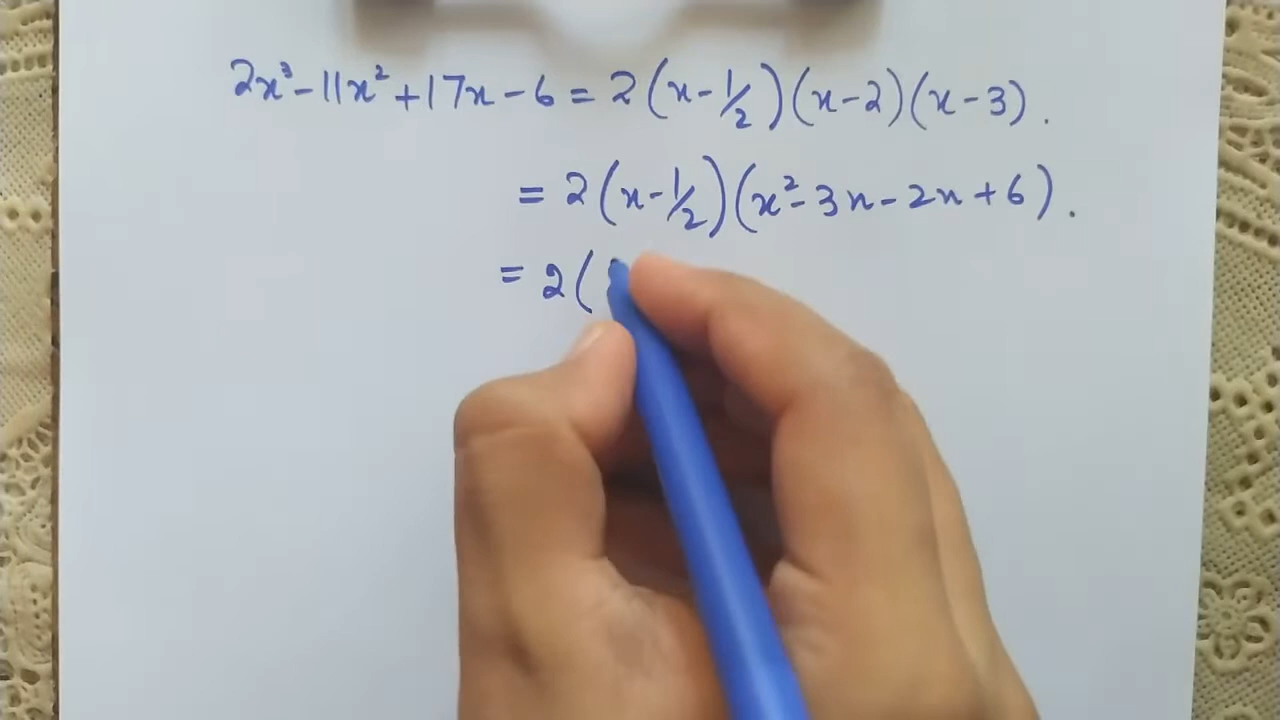 2x³-11x²+17x-6 = 2(x-1/2)(x-2)(x-3).
= 2(x-1/2)(x²-3x-2x+6).
= 2(